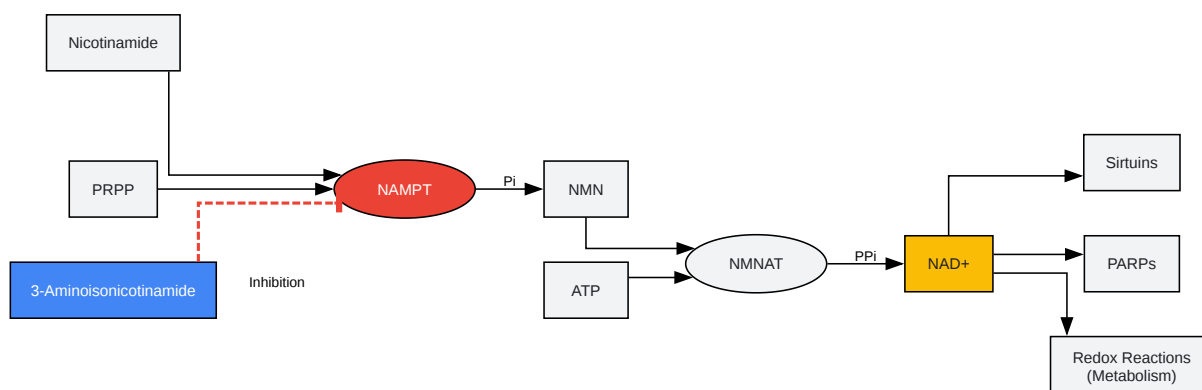 Nicotinamide
PRPP
NAMPT
Pi
NMN
3-Aminoisonicotinamide
Inhibition
ATP
NMNAT
PPi
NAD+
Sirtuins
PARPs
Redox Reactions
(Metabolism)